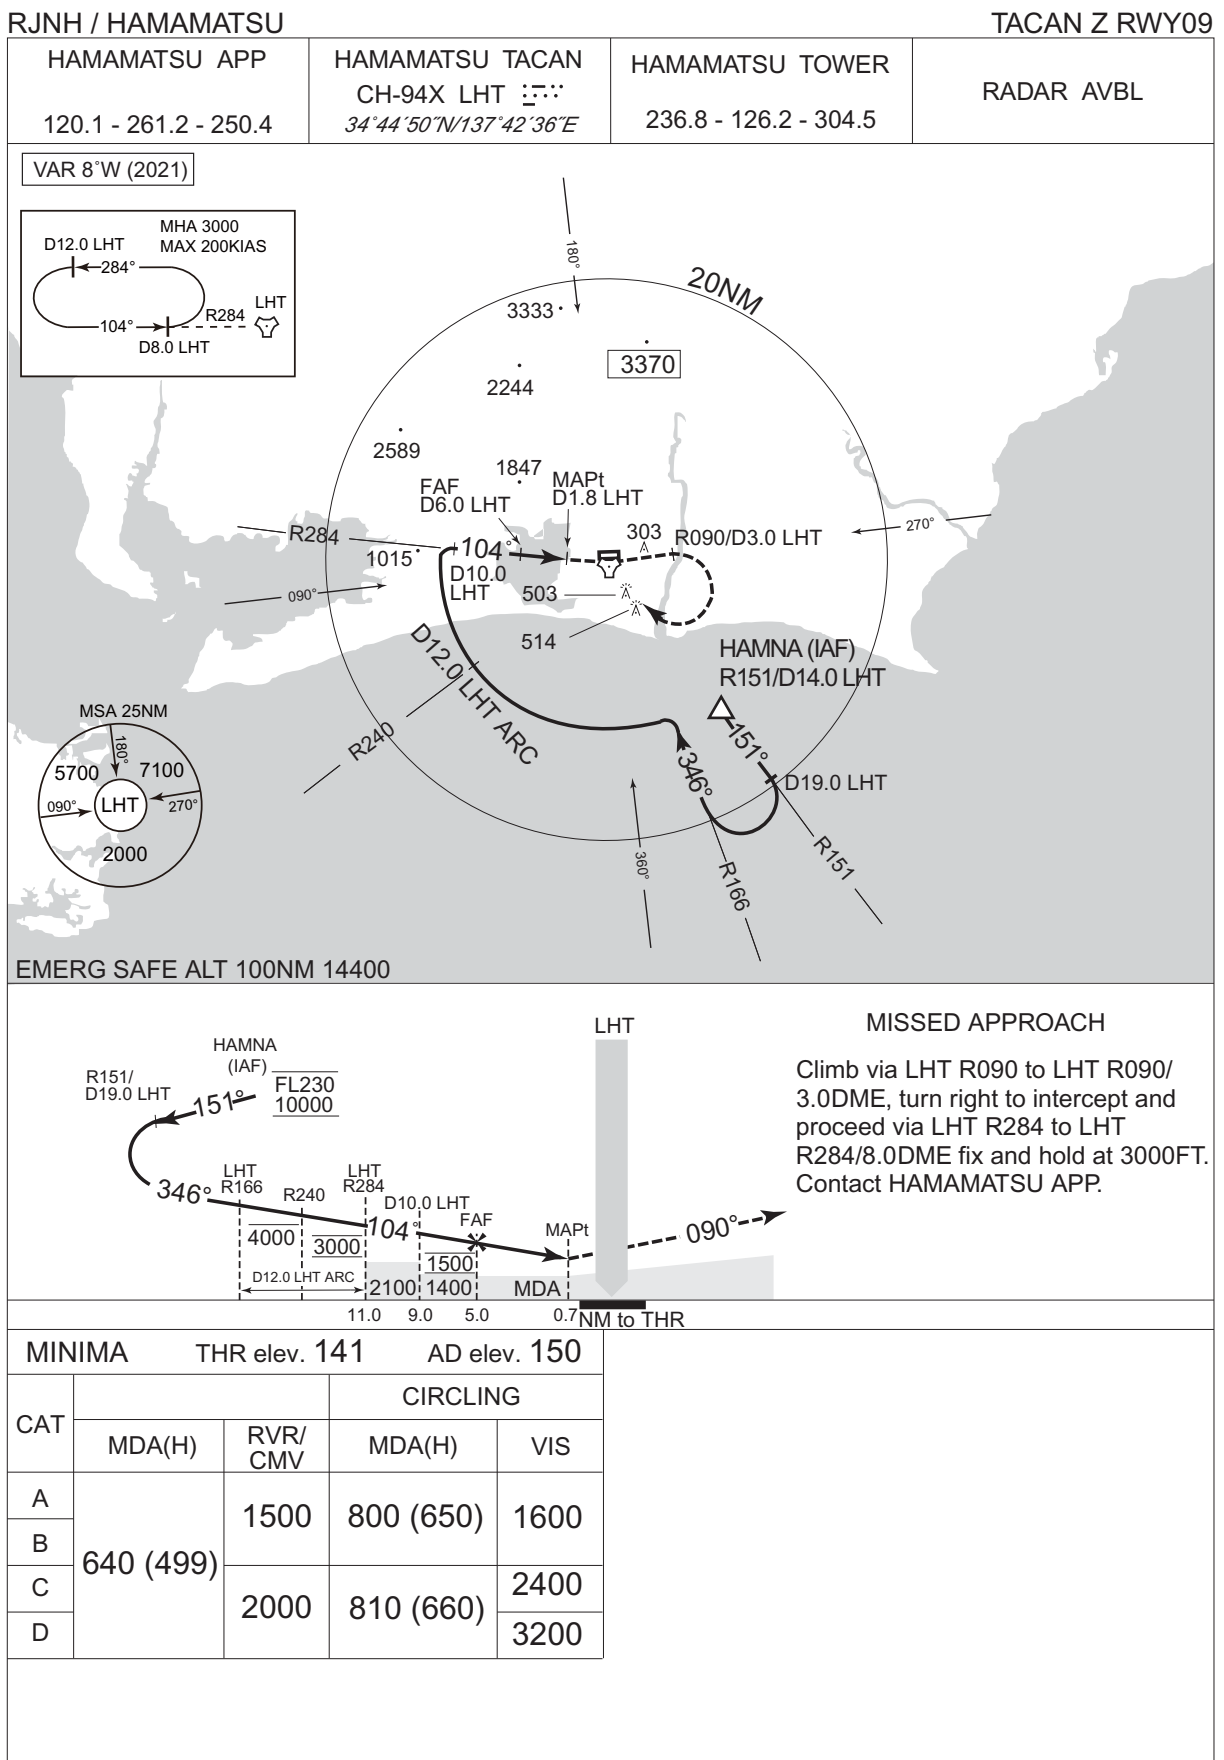 RJNH / HAMAMATSU
TACAN Z RWY09
HAMAMATSU APP
120.1 - 261.2 - 250.4
HAMAMATSU TACAN
CH-94X LHT
34°44´50˝N/137°42´36˝E
HAMAMATSU TOWER
236.8 - 126.2 - 304.5
RADAR AVBL
VAR 8°W (2021)
MHA 3000
MAX 200KIAS
D12.0 LHT
284°
LHT
R284
104°
D8.0 LHT
180°
20NM
3333
3370
2244
2589
1847
FAF
D6.0 LHT
MAPt
D1.8 LHT
303
R090/D3.0 LHT
270°
R284
1015
104°
D10.0
LHT
090°
503
514
HAMNA (IAF)
R151/D14.0 LHT
D12.0 LHT ARC
R240
151°
346°
D19.0 LHT
R151
R166
360°
MSA 25NM
180°
5700
7100
090°
LHT
270°
2000
EMERG SAFE ALT 100NM 14400
LHT
HAMNA
(IAF)
FL230
10000
R151/
D19.0 LHT
151°
346°
LHT
R166
R240
LHT
R284
D10.0 LHT
FAF
MAPt
104°
090°
4000
3000
1500
D12.0 LHT ARC
2100
1400
MDA
11.0
9.0
5.0
0.7
NM to THR
MISSED APPROACH
Climb via LHT R090 to LHT R090/
3.0DME, turn right to intercept and
proceed via LHT R284 to LHT
R284/8.0DME fix and hold at 3000FT.
Contact HAMAMATSU APP.
MINIMA THR elev. 141 AD elev. 150
CAT
CIRCLING
MDA(H)
RVR/
CMV
MDA(H)
VIS
A
B
C
D
640 (499)
1500
2000
800 (650)
810 (660)
1600
2400
3200